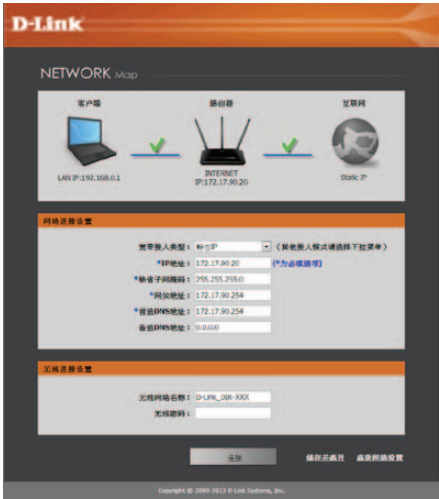 D-Link
NETWORK Map
客户端
路由器
互联网
LAN IP:192.168.0.1
INTERNET
IP:172.17.90.20
Static IP
网络连接设置
宽带接入类型： 静态IP （其他接入模式请选择下拉菜单）
*IP地址： 172.17.90.20 (*为必填选项)
*缺省子网掩码： 255.255.255.0
*网关地址： 172.17.90.254
*首选DNS地址： 172.17.90.254
备选DNS地址： 0.0.0.0
无线连接设置
无线网络名称： D-Link_DIR-XXX
无线密码：
连接 储存并离开 高级网络设置
Copyright © 2009-2013 D-Link Systems, Inc.